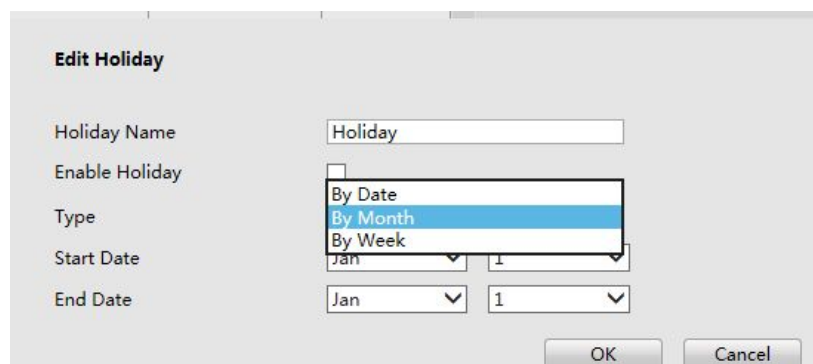 Edit Holiday
Holiday Name Holiday
Enable Holiday
By Date
Type By Month
By Week
Start Date Jan 1
End Date Jan 1
OK Cancel